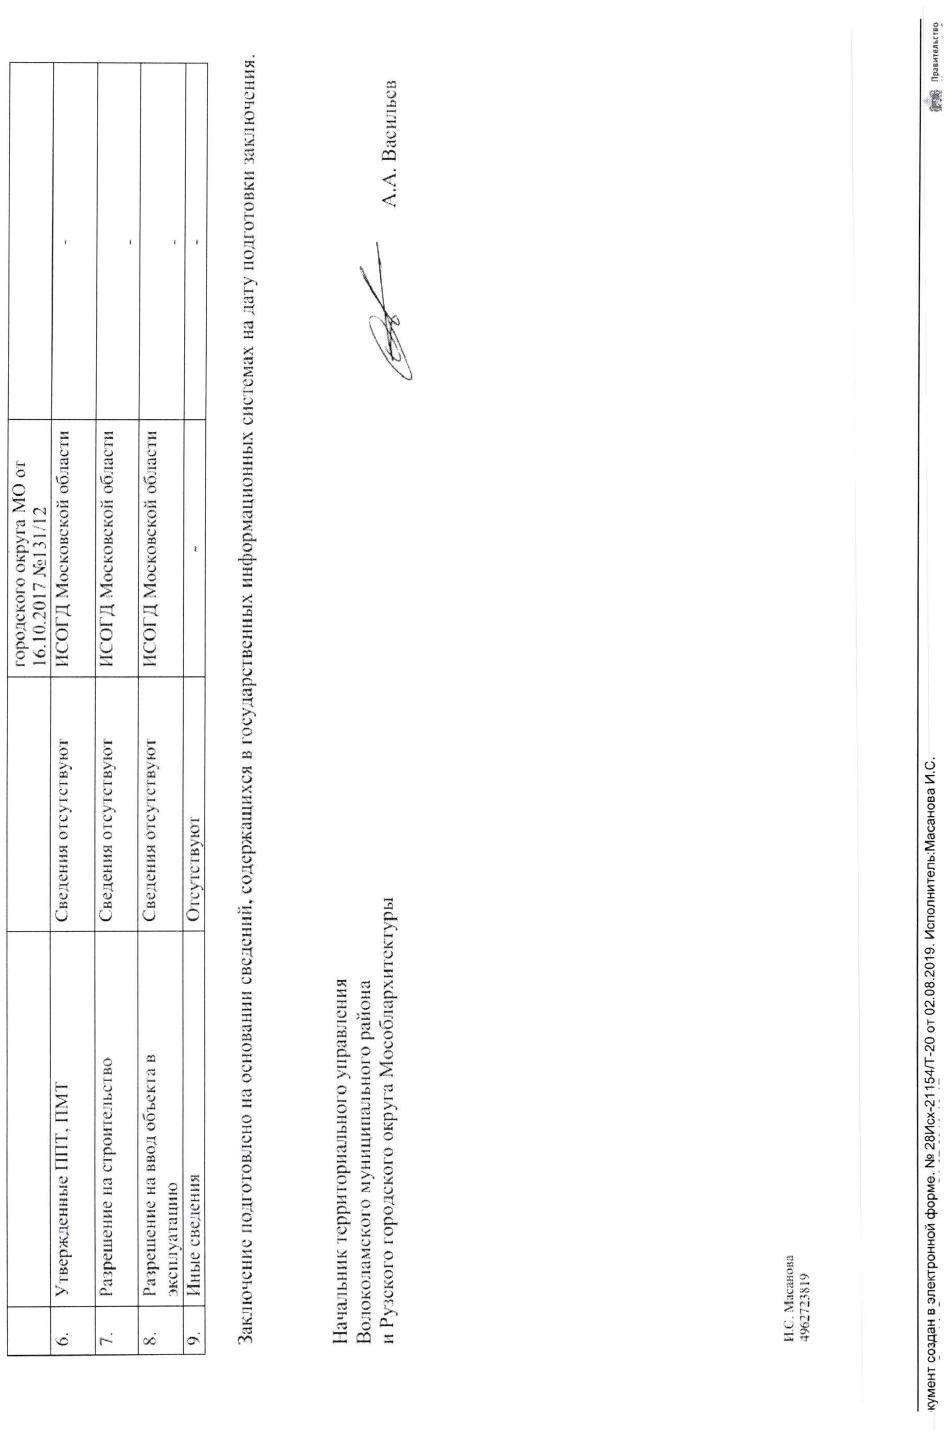 городского округа МО от
16.10.2017 №131/12
6. Утвержденные ППТ, ПМТ Сведения отсутствуют ИСОГД Московской области -
7. Разрешение на строительство Сведения отсутствуют ИСОГД Московской области -
8. Разрешение на ввод объекта в Сведения отсутствуют ИСОГД Московской области -
эксплуатацию
9. Иные сведения Отсутствуют - -
Заключение подготовлено на основании сведений, содержащихся в государственных информационных системах на дату подготовки заключения.
Начальник территориального управления
Волоколамского муниципального района
и Рузского городского округа Мособлархитектуры А.А. Васильев
И.С. Масанова
4962723819
кумент создан в электронной форме. № 28Исх-21154/Т-20 от 02.08.2019. Исполнитель:Масанова И.С.
Правительство